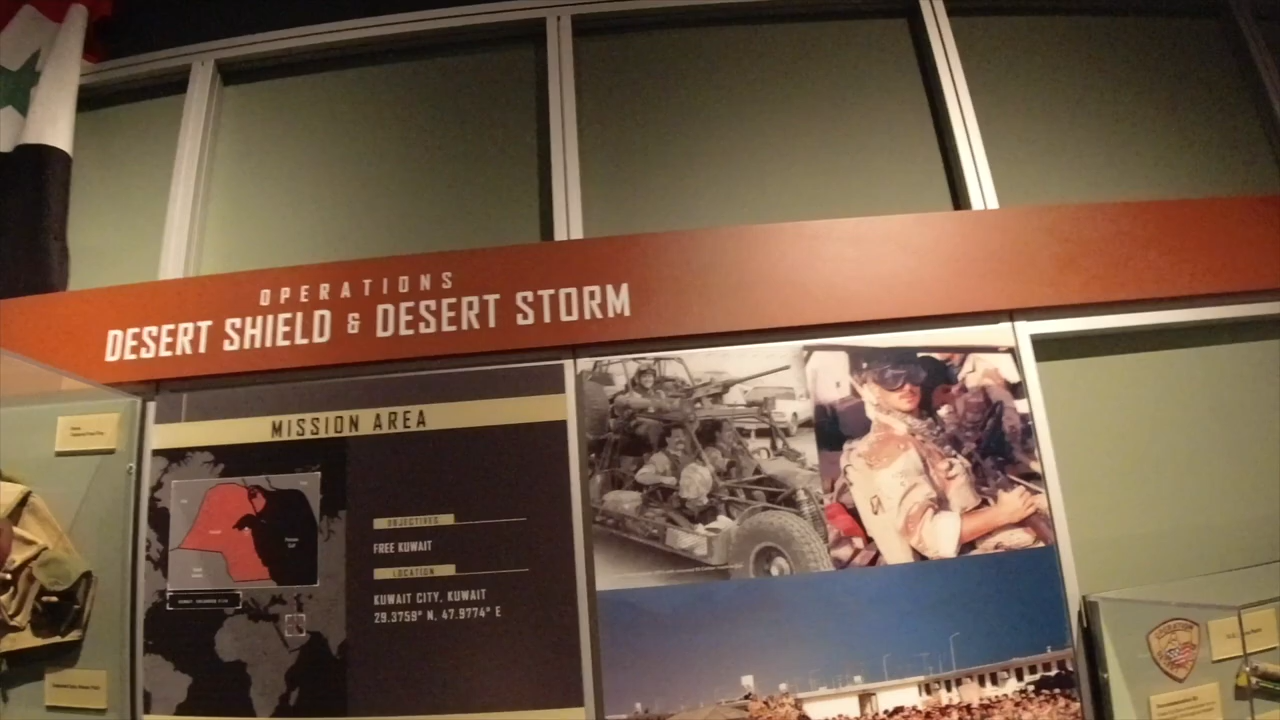 OPERATIONS
DESERT SHIELD & DESERT STORM
MISSION AREA
OBJECTIVES
FREE KUWAIT
LOCATION
KUWAIT CITY, KUWAIT
29.3759° N, 47.9774° E